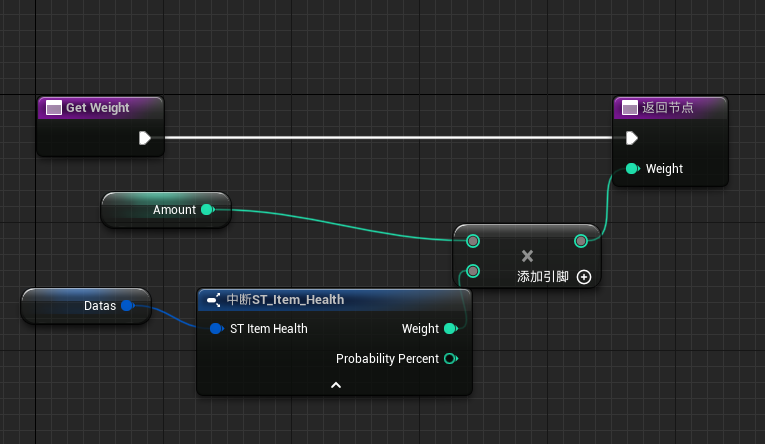 Get Weight
返回节点
Weight
Amount
添加引脚
Datas
中断ST_Item_Health
ST Item Health
Weight
Probability Percent